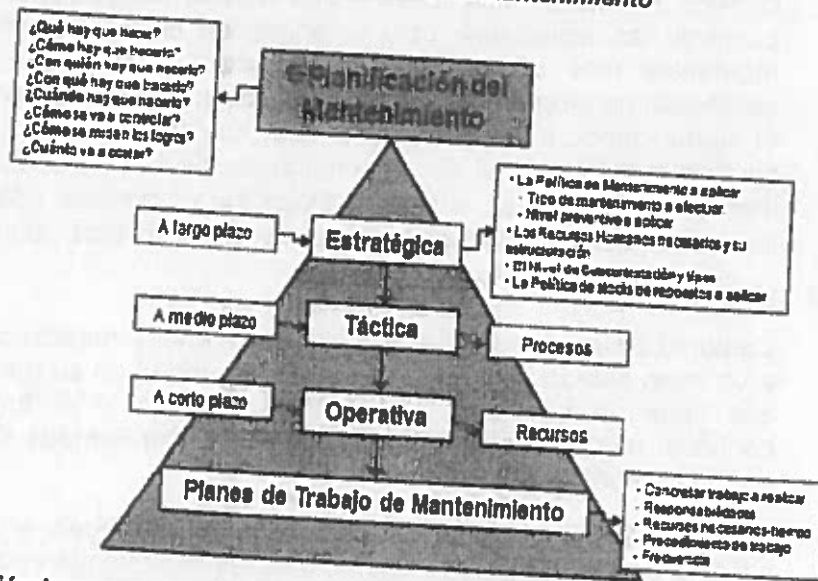 Mantenimiento
¿Qué hay que hacer?
¿Cómo hay que hacerlo?
¿Con quién hay que hacerlo?
¿Con qué hay que hacerlo?
¿Cuándo hay que hacerlo?
¿Cómo se va a controlar?
¿Cómo se miden los logros?
¿Cuánto va a costar?
Planificación del
Mantenimiento
A largo plazo
Estratégica
• La Política de Mantenimiento a aplicar
- Tipo de mantenimiento a efectuar
- Nivel preventivo a aplicar
• Los Recursos Humanos necesarios y su
estructuración
• El Nivel de Subcontratación y tipos
• La Política de stocks de repuestos a aplicar
A medio plazo
Táctica
Procesos
A corto plazo
Operativa
Recursos
Planes de Trabajo de Mantenimiento
- Concretar trabajo a realizar
- Responsabilidades
- Recursos necesarios-tiempo
- Procedimiento de trabajo
- Frecuencia